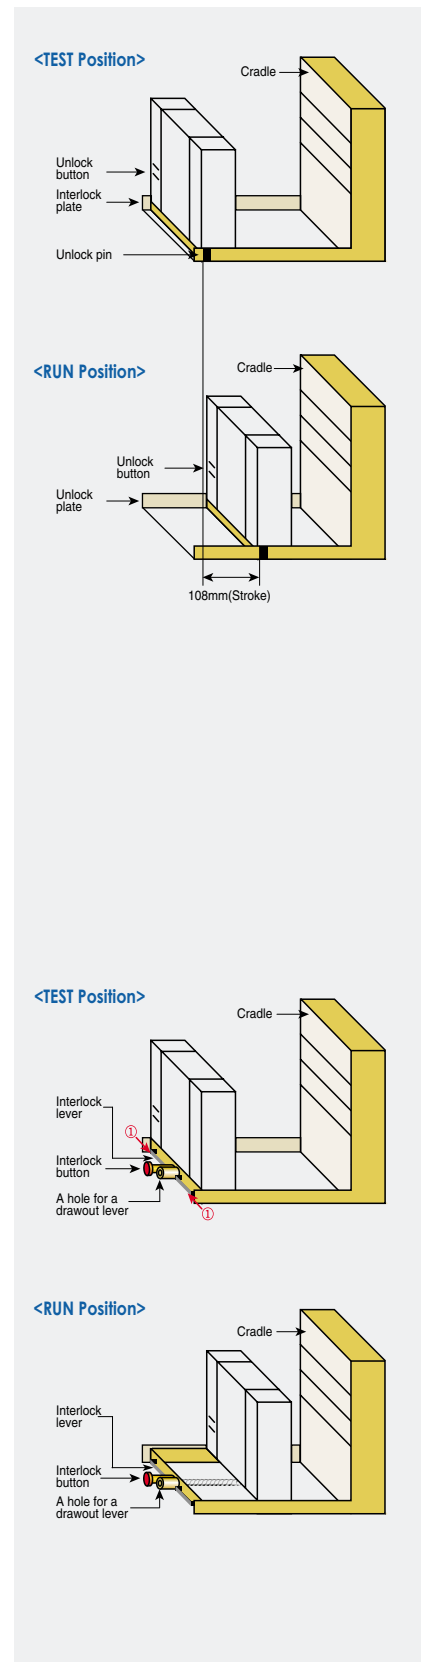 <TEST Position>
Cradle
Unlock
button
Interlock
plate
Unlock pin
<RUN Position>
Cradle
Unlock
button
Unlock
plate
108mm(Stroke)
<TEST Position>
Cradle
Interlock
lever
①
Interlock
button
A hole for a
drawout lever
①
<RUN Position>
Cradle
Interlock
lever
Interlock
button
A hole for a
drawout lever